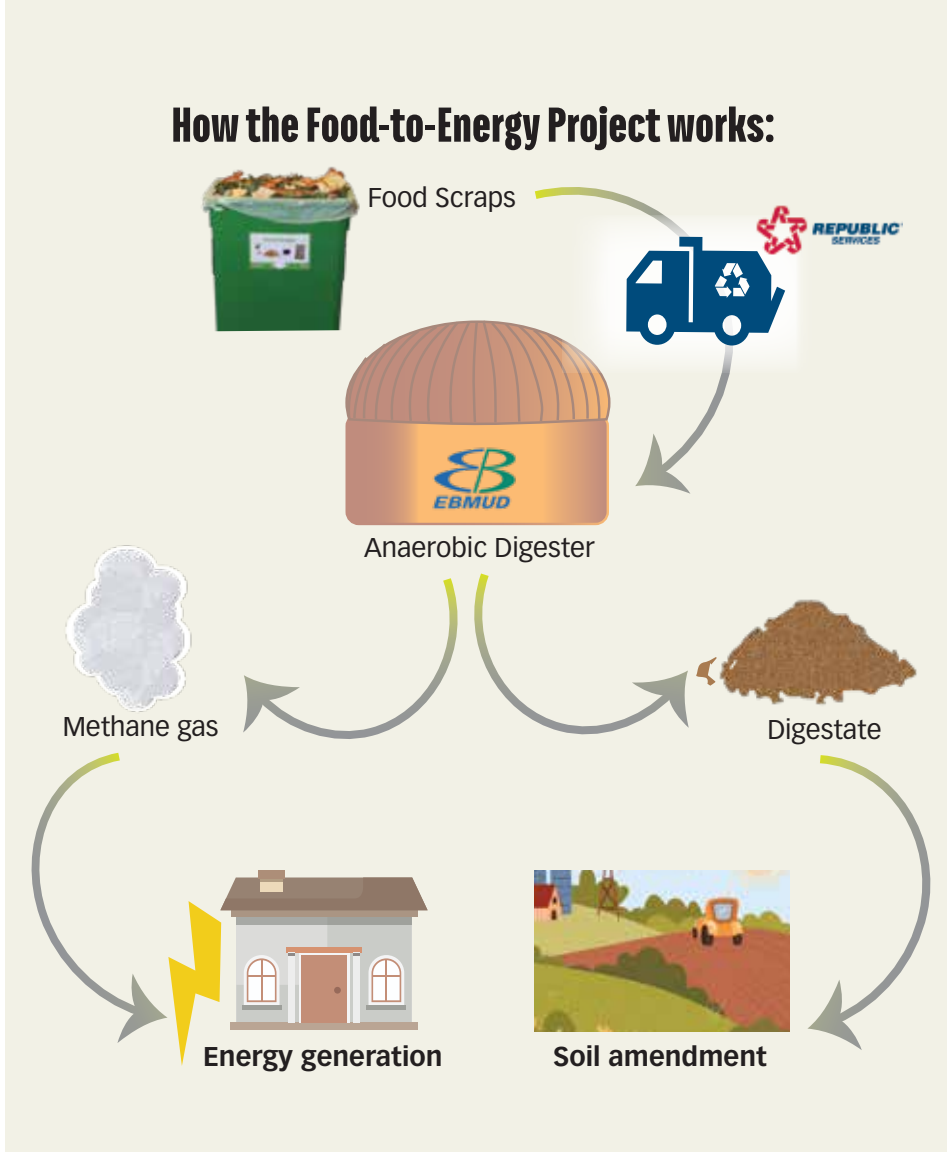 How the Food-to-Energy Project works:
Food Scraps
REPUBLIC
SERVICES
EBMUD
Anaerobic Digester
Methane gas
Digestate
Energy generation
Soil amendment